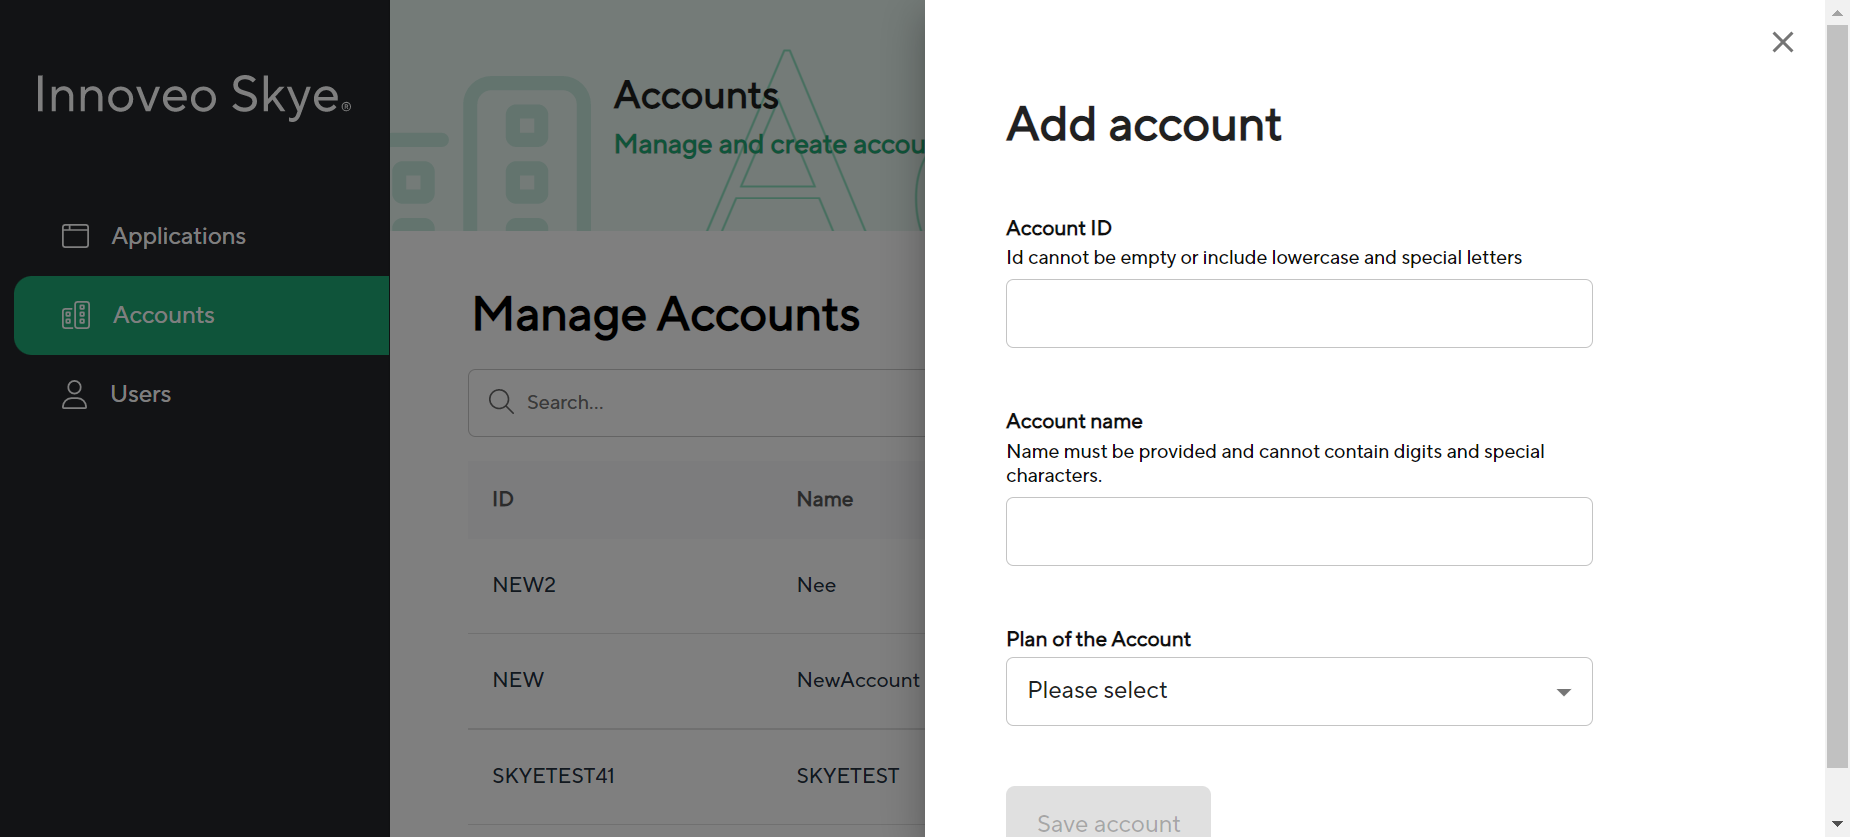 Innoveo Skye®
Applications
Accounts
Users
Accounts
Manage and create accou
Manage Accounts
Search...
ID Name
NEW2 Nee
NEW NewAccount
SKYETEST41 SKYETEST
Add account
Account ID
Id cannot be empty or include lowercase and special letters
Account name
Name must be provided and cannot contain digits and special
characters.
Plan of the Account
Please select
Save account